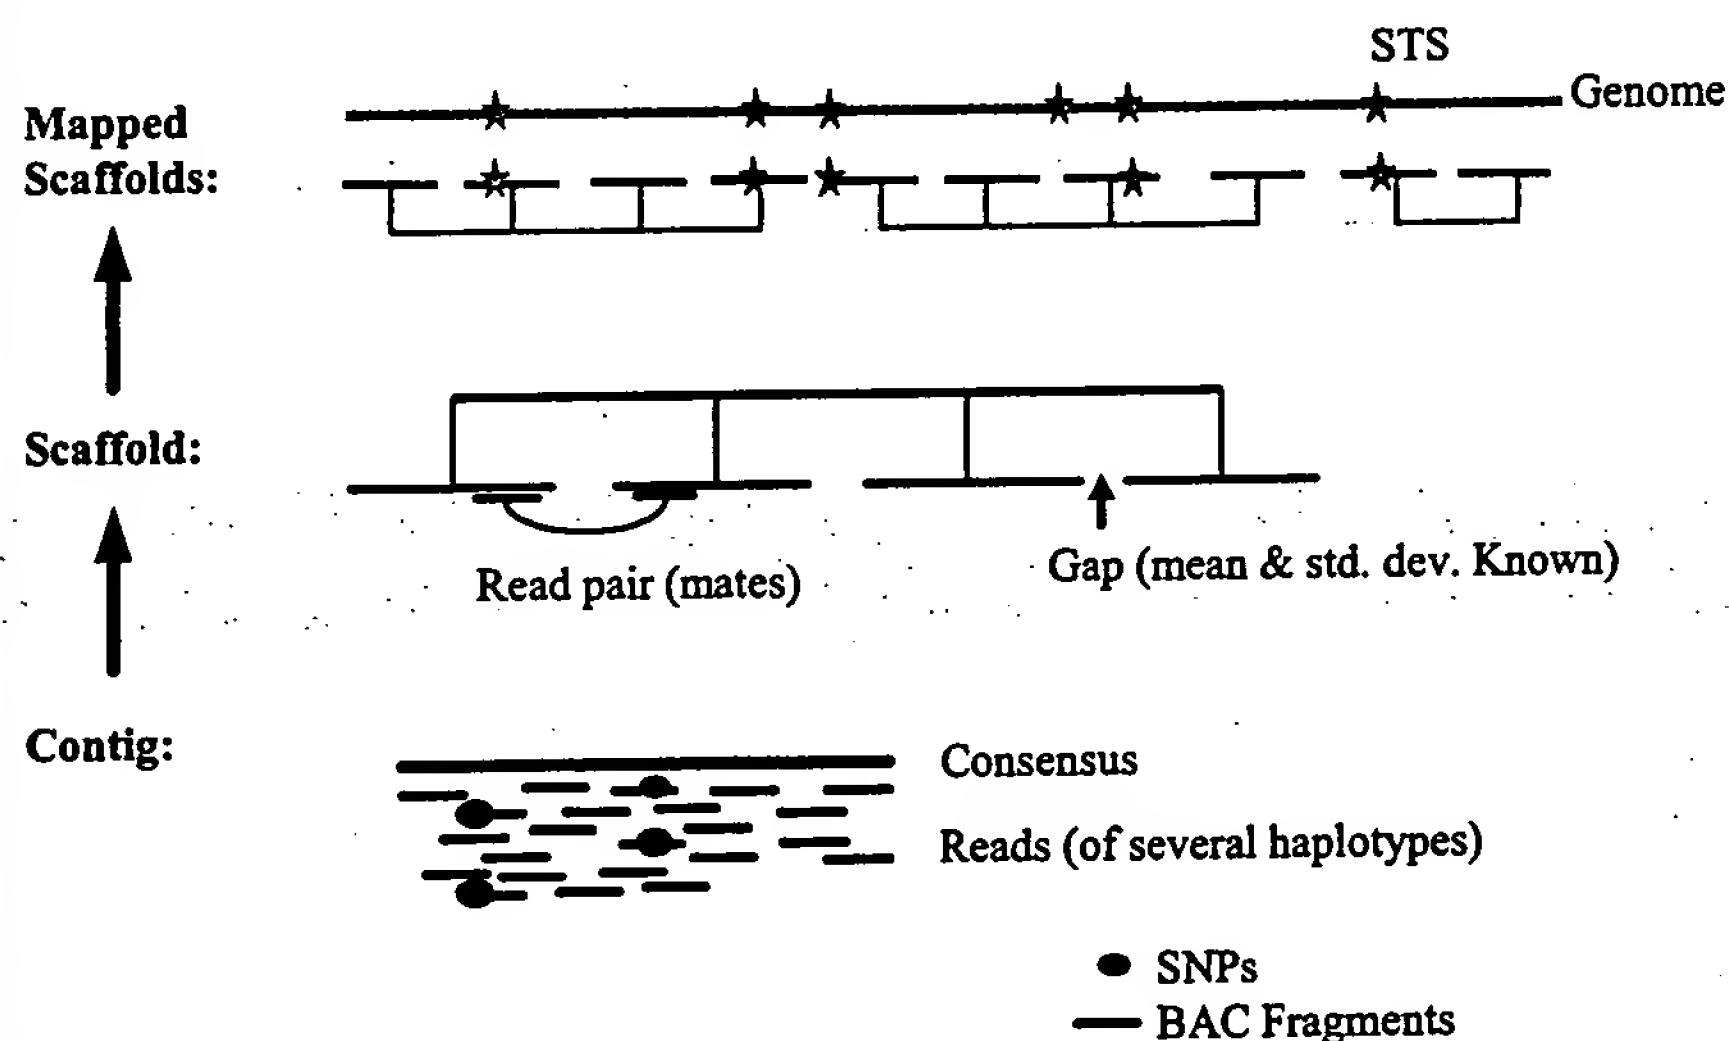 STS
Genome
Mapped
Scaffolds:
Scaffold:
Read pair (mates)
Gap (mean & std. dev. Known)
Contig:
Consensus
Reads (of several haplotypes)
SNPs
BAC Fragments